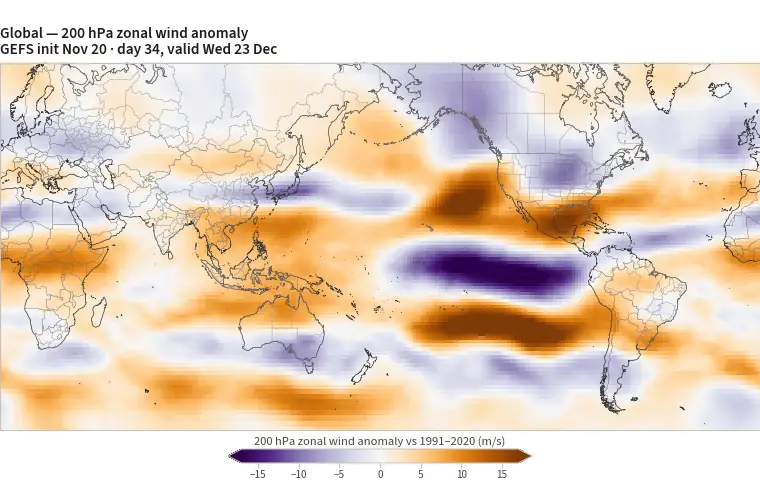 Global — 200 hPa zonal wind anomaly
GEFS init Nov 20 · day 34, valid Wed 23 Dec
200 hPa zonal wind anomaly vs 1991–2020 (m/s)
−15 −10 −5 0 5 10 15